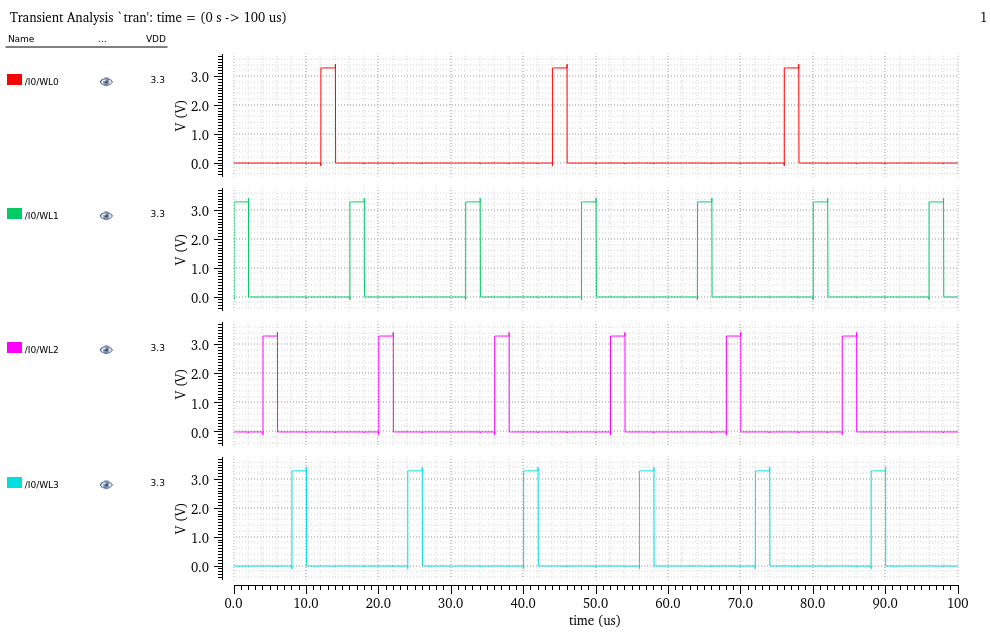 Transient Analysis `tran': time = (0 s -> 100 us) 1
Name ... VDD
/I0/WL0 3.3
V (V)
3.0
2.0
1.0
0.0
/I0/WL1 3.3
V (V)
3.0
2.0
1.0
0.0
/I0/WL2 3.3
V (V)
3.0
2.0
1.0
0.0
/I0/WL3 3.3
V (V)
3.0
2.0
1.0
0.0
0.0 10.0 20.0 30.0 40.0 50.0 60.0 70.0 80.0 90.0 100
time (us)